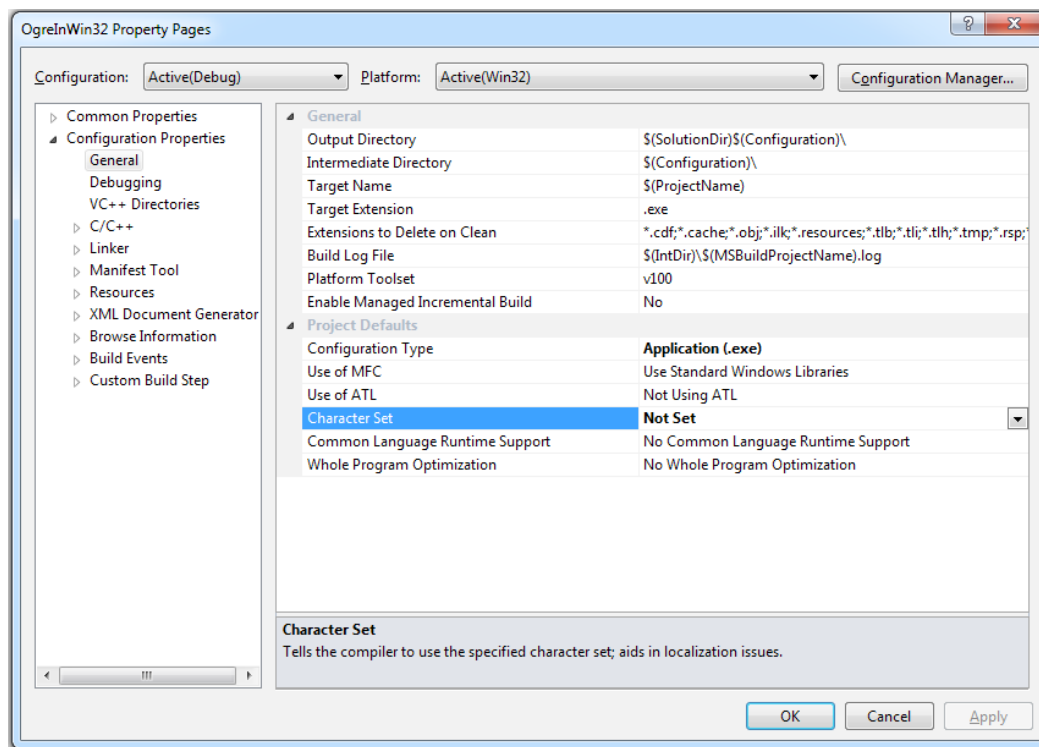 OgreInWin32 Property Pages
Configuration: Active(Debug) Platform: Active(Win32) Configuration Manager...
Common Properties
Configuration Properties
General
Debugging
VC++ Directories
C/C++
Linker
Manifest Tool
Resources
XML Document Generator
Browse Information
Build Events
Custom Build Step
General
Output Directory $(SolutionDir)$(Configuration)\
Intermediate Directory $(Configuration)\
Target Name $(ProjectName)
Target Extension .exe
Extensions to Delete on Clean *.cdf;*.cache;*.obj;*.ilk;*.resources;*.tlb;*.tli;*.tlh;*.tmp;*.rsp;*
Build Log File $(IntDir)\$(MSBuildProjectName).log
Platform Toolset v100
Enable Managed Incremental Build No
Project Defaults
Configuration Type Application (.exe)
Use of MFC Use Standard Windows Libraries
Use of ATL Not Using ATL
Character Set Not Set
Common Language Runtime Support No Common Language Runtime Support
Whole Program Optimization No Whole Program Optimization
Character Set
Tells the compiler to use the specified character set; aids in localization issues.
OK Cancel Apply